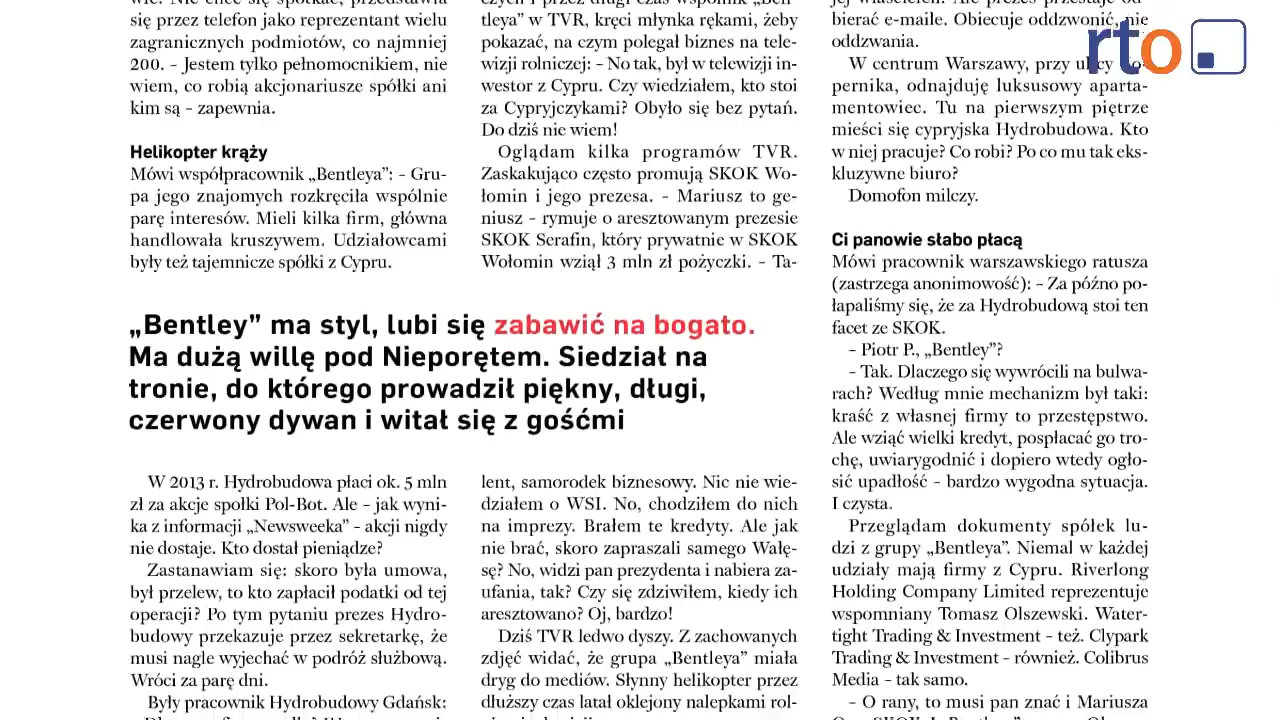 się przez telefon jako reprezentant wielu
zagranicznych podmiotów, co najmniej
200. – Jestem tylko pełnomocnikiem, nie
wiem, co robią akcjonariusze spółki ani
kim są – zapewnia.
Helikopter krąży
Mówi współpracownik „Bentleya”: – Gru-
pa jego znajomych rozkręciła wspólnie
parę interesów. Mieli kilka firm, główna
handlowała kruszywem. Udziałowcami
były też tajemnicze spółki z Cypru.
tleya” w TVR, kręci młynka rękami, żeby
pokazać, na czym polegał biznes na tele-
wizji rolniczej: – No tak, był w telewizji in-
westor z Cypru. Czy wiedziałem, kto stoi
za Cypryjczykami? Obyło się bez pytań.
Do dziś nie wiem!
Oglądam kilka programów TVR.
Zaskakująco często promują SKOK Wo-
łomin i jego prezesa. – Mariusz to ge-
niusz – rymuje o aresztowanym prezesie
SKOK Serafin, który prywatnie w SKOK
Wołomin wziął 3 mln zł pożyczki. – Ta-
„Bentley” ma styl, lubi się zabawić na bogato.
Ma dużą willę pod Nieporętem. Siedział na
tronie, do którego prowadził piękny, długi,
czerwony dywan i witał się z gośćmi
W 2013 r. Hydrobudowa płaci ok. 5 mln
zł za akcje spółki Pol-Bot. Ale – jak wyni-
ka z informacji „Newsweeka” – akcji nigdy
nie dostaje. Kto dostał pieniądze?
Zastanawiam się: skoro była umowa,
był przelew, to kto zapłacił podatki od tej
operacji? Po tym pytaniu prezes Hydro-
budowy przekazuje przez sekretarkę, że
musi nagle wyjechać w podróż służbową.
Wróci za parę dni.
Były pracownik Hydrobudowy Gdańsk:
lent, samorodek biznesowy. Nic nie wie-
działem o WSI. No, chodziłem do nich
na imprezy. Brałem te kredyty. Ale jak
nie brać, skoro zapraszali samego Wałę-
sę? No, widzi pan prezydenta i nabiera za-
ufania, tak? Czy się zdziwiłem, kiedy ich
aresztowano? Oj, bardzo!
Dziś TVR ledwo dyszy. Z zachowanych
zdjęć widać, że grupa „Bentleya” miała
dryg do mediów. Słynny helikopter przez
dłuższy czas latał oklejony nalepkami rol-
bierać e-maile. Obiecuje oddzwonić, nie
oddzwania.
W centrum Warszawy, przy ulicy Ko-
pernika, odnajduję luksusowy aparta-
mentowiec. Tu na pierwszym piętrze
mieści się cypryjska Hydrobudowa. Kto
w niej pracuje? Co robi? Po co mu tak eks-
kluzywne biuro?
Domofon milczy.
Ci panowie słabo płacą
Mówi pracownik warszawskiego ratusza
(zastrzega anonimowość): – Za późno po-
łapaliśmy się, że za Hydrobudową stoi ten
facet ze SKOK.
– Piotr P., „Bentley”?
– Tak. Dlaczego się wywrócili na bulwa-
rach? Według mnie mechanizm był taki:
kraść z własnej firmy to przestępstwo.
Ale wziąć wielki kredyt, pospłacać go tro-
chę, uwiarygodnić i dopiero wtedy ogło-
sić upadłość – bardzo wygodna sytuacja.
I czysta.
Przeglądam dokumenty spółek lu-
dzi z grupy „Bentleya”. Niemal w każdej
udziały mają firmy z Cypru. Riverlong
Holding Company Limited reprezentuje
wspomniany Tomasz Olszewski. Water-
tight Trading & Investment – też. Clypark
Trading & Investment – również. Colibrus
Media – tak samo.
– O rany, to musi pan znać i Mariusza
rto